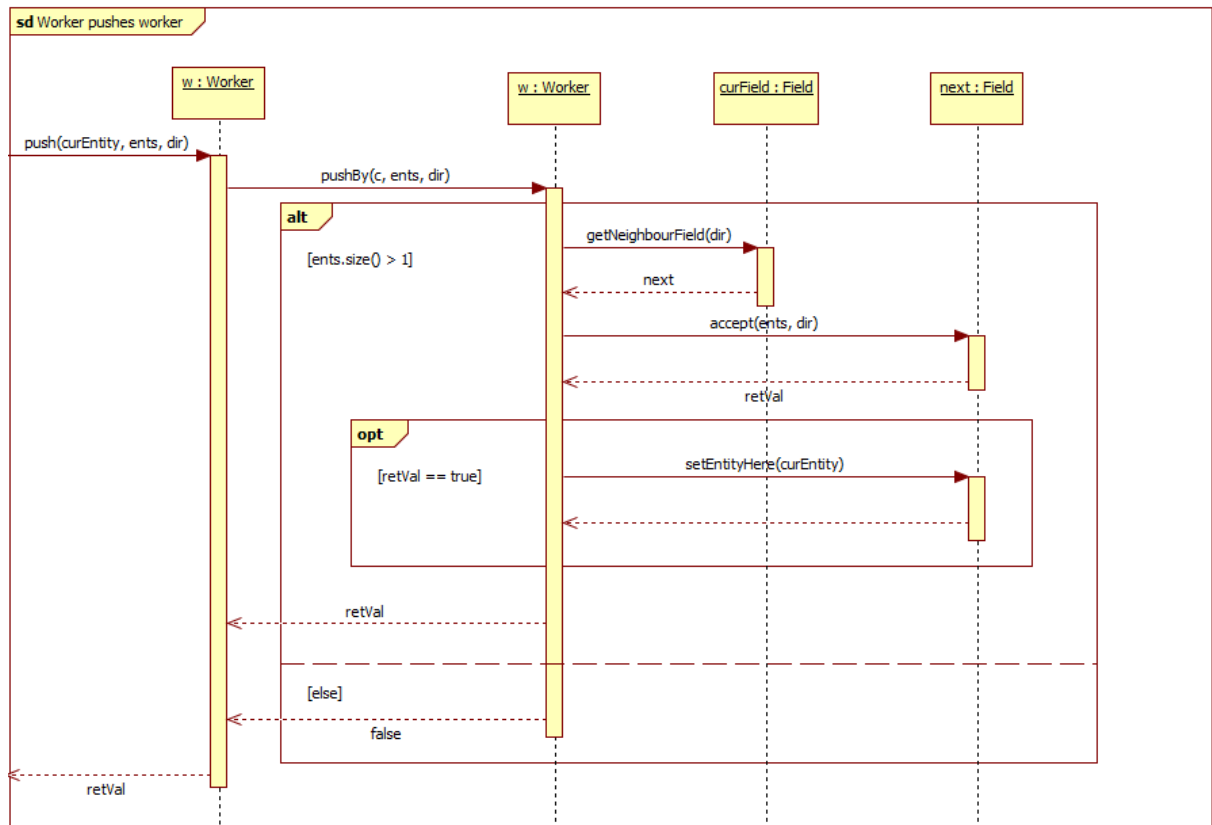 sd Worker pushes worker
w : Worker
w : Worker
curField : Field
next : Field
push(curEntity, ents, dir)
pushBy(c, ents, dir)
alt
getNeighbourField(dir)
[ents.size() > 1]
next
accept(ents, dir)
retVal
opt
setEntityHere(curEntity)
[retVal == true]
retVal
[else]
false
retVal